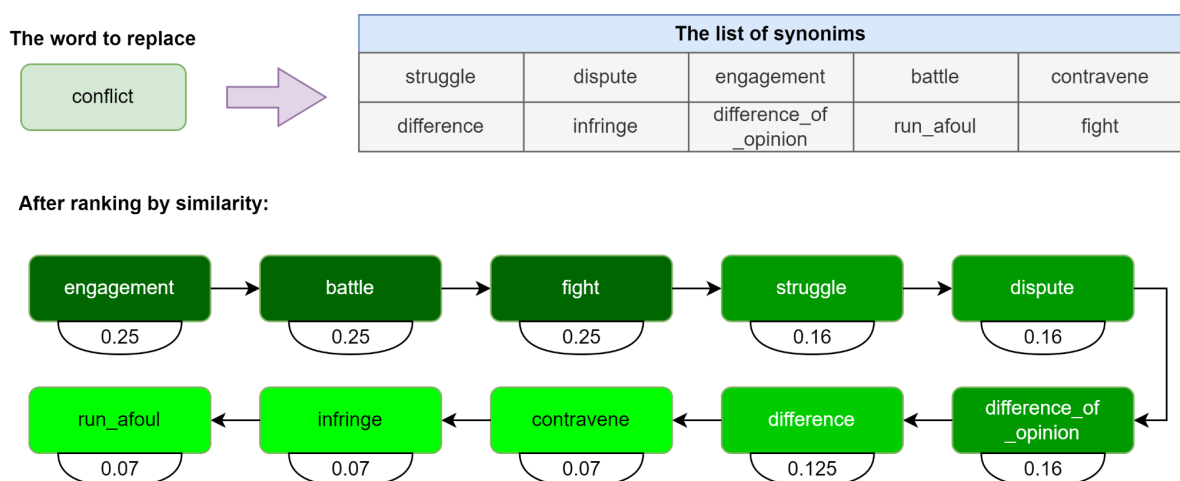 The word to replace
conflict
The list of synonims
struggle
dispute
engagement
battle
contravene
difference
infringe
difference_of
_opinion
run_afoul
fight
After ranking by similarity:
engagement
battle
fight
struggle
dispute
0.25
0.25
0.25
0.16
0.16
run_afoul
infringe
contravene
difference
difference_of
_opinion
0.07
0.07
0.07
0.125
0.16